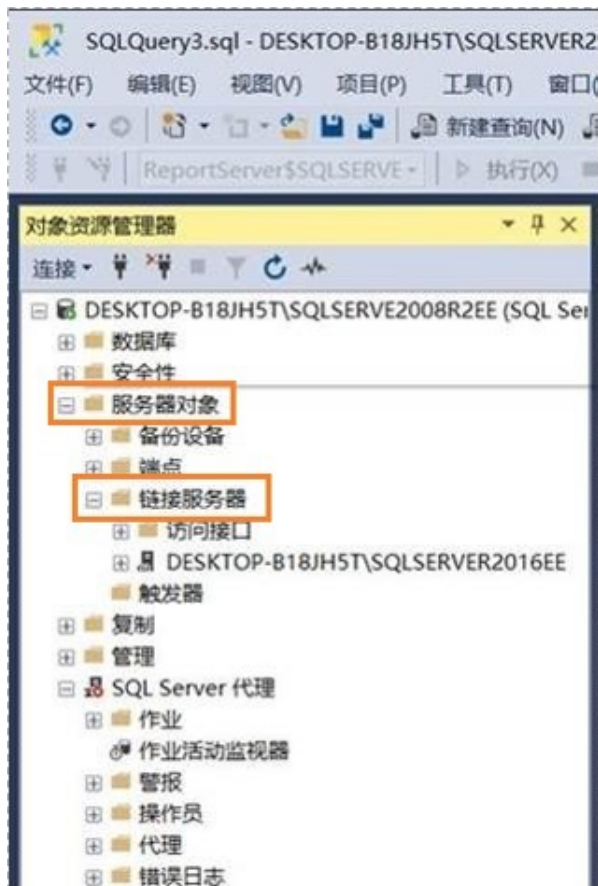 SQLQuery3.sql - DESKTOP-B18JH5T\SQLSERVER2
文件(F) 编辑(E) 视图(V) 项目(P) 工具(T) 窗口(
新建查询(N)
ReportServer$SQLSERVE 执行(X)
对象资源管理器
连接
DESKTOP-B18JH5T\SQLSERVE2008R2EE (SQL Ser
数据库
安全性
服务器对象
备份设备
端点
链接服务器
访问接口
DESKTOP-B18JH5T\SQLSERVER2016EE
触发器
复制
管理
SQL Server 代理
作业
作业活动监视器
警报
操作员
代理
错误日志